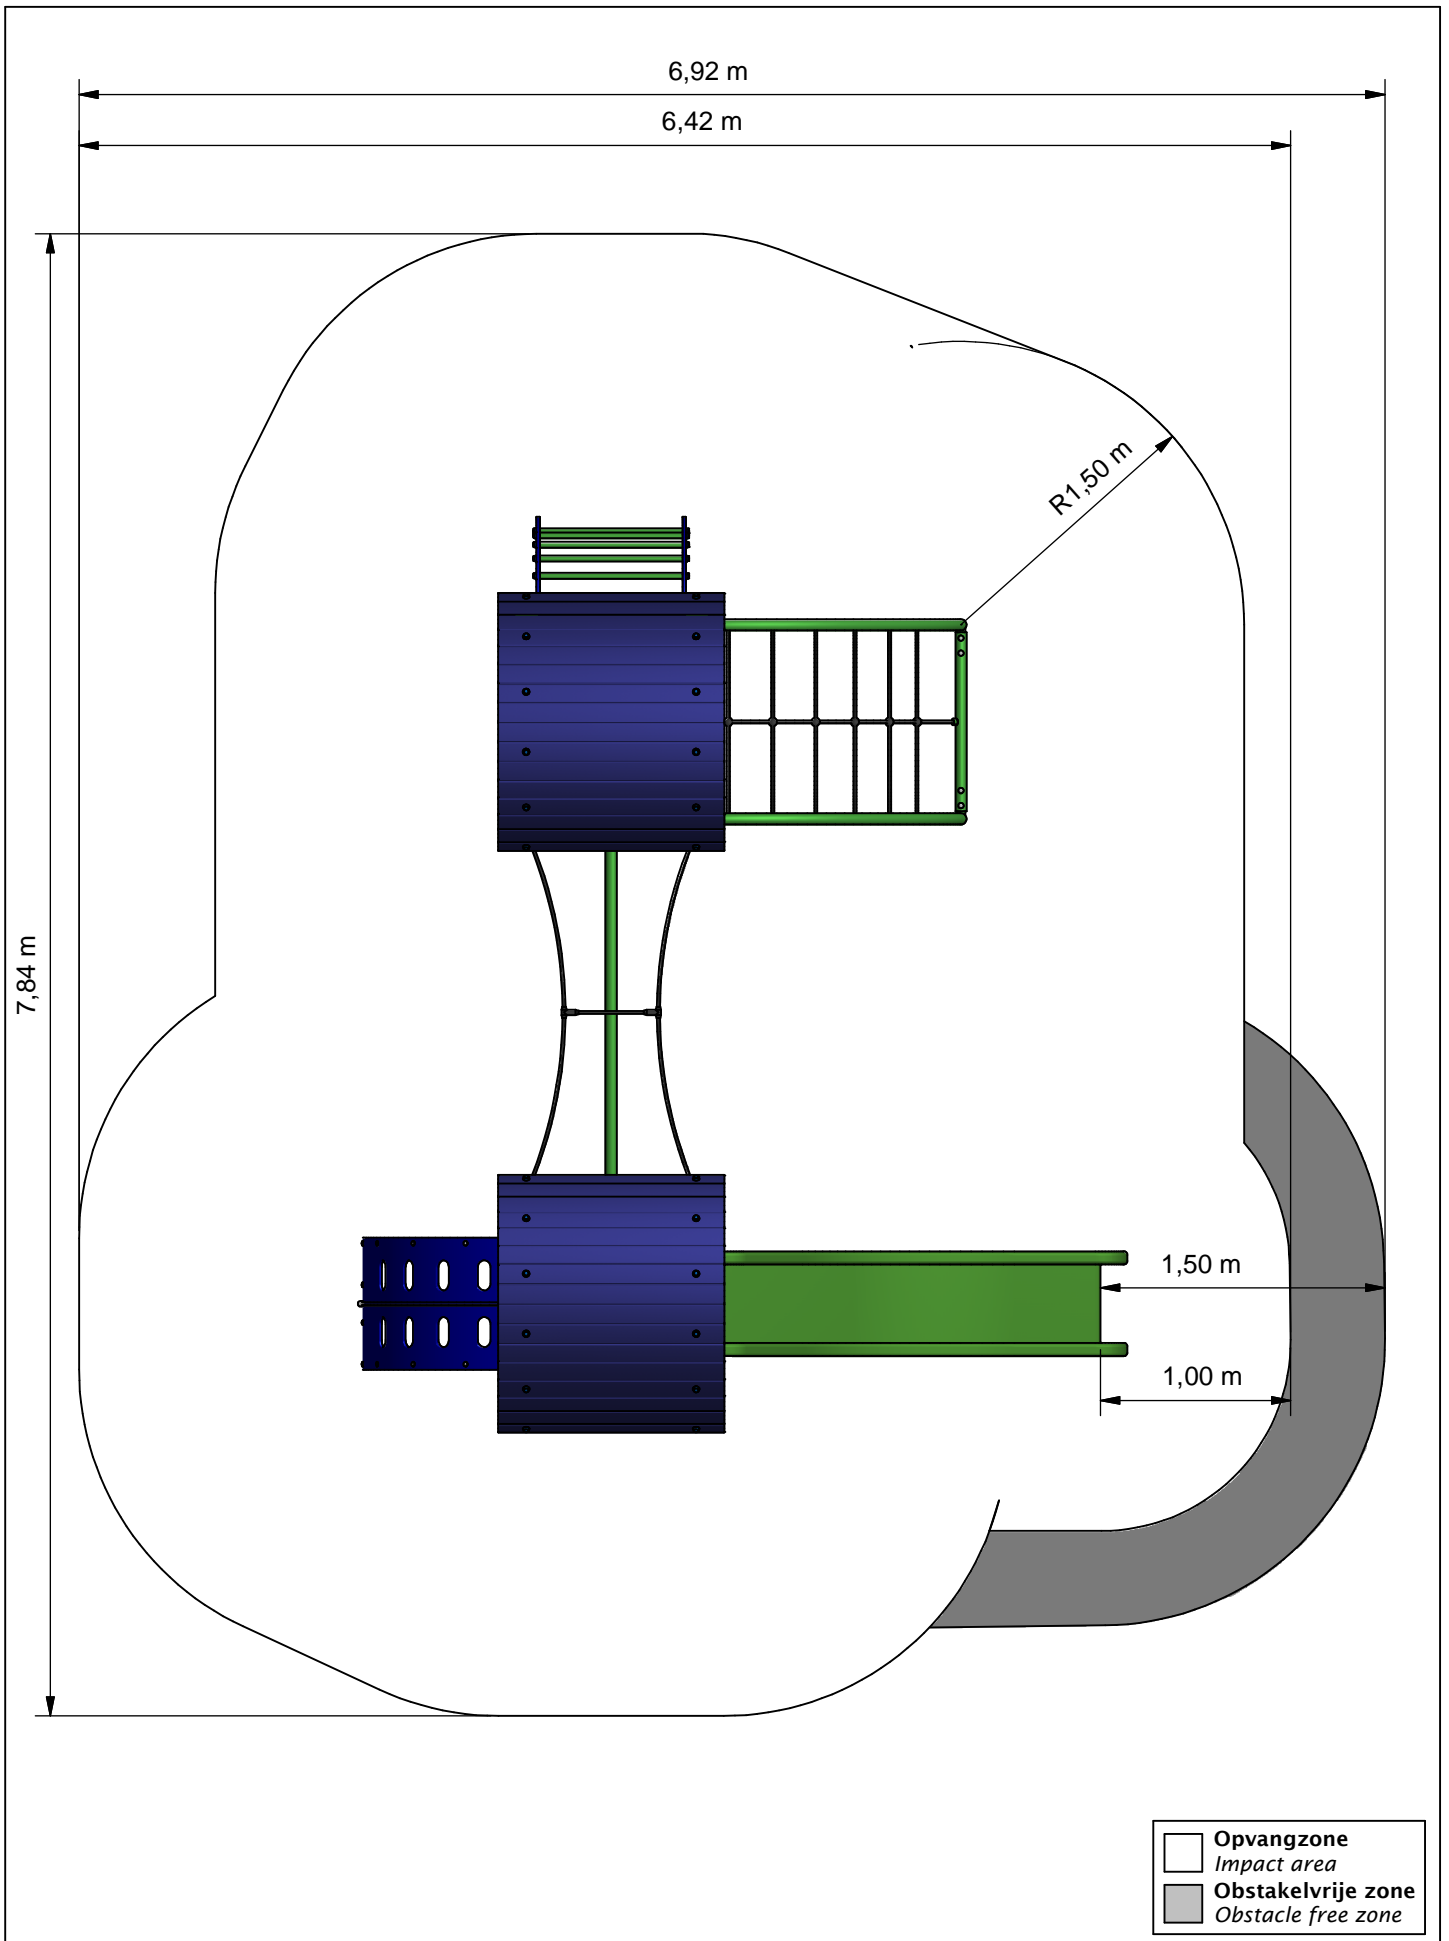 6,92 m
6,42 m
R1,50 m
7,84 m
1,50 m
1,00 m
Opvangzone
Impact area
Obstakelvrije zone
Obstacle free zone